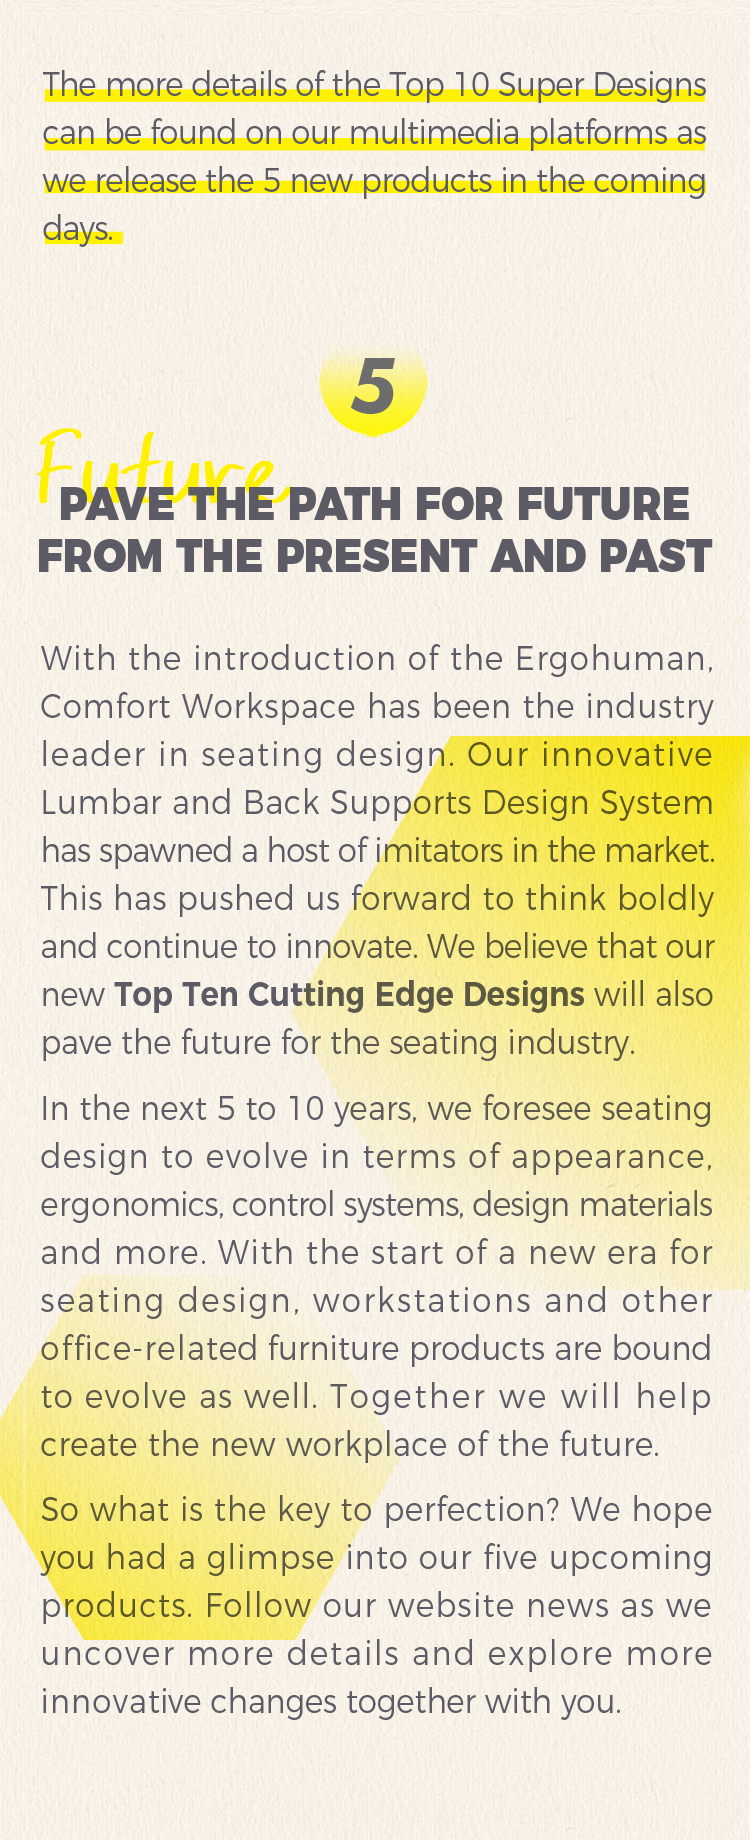 The more details of the Top 10 Super Designs
can be found on our multimedia platforms as
we release the 5 new products in the coming
days.
5
Future
PAVE THE PATH FOR FUTURE
FROM THE PRESENT AND PAST
With the introduction of the Ergohuman,
Comfort Workspace has been the industry
leader in seating design. Our innovative
Lumbar and Back Supports Design System
has spawned a host of imitators in the market.
This has pushed us forward to think boldly
and continue to innovate. We believe that our
new Top Ten Cutting Edge Designs will also
pave the future for the seating industry.
In the next 5 to 10 years, we foresee seating
design to evolve in terms of appearance,
ergonomics, control systems, design materials
and more. With the start of a new era for
seating design, workstations and other
office-related furniture products are bound
to evolve as well. Together we will help
create the new workplace of the future.
So what is the key to perfection? We hope
you had a glimpse into our five upcoming
products. Follow our website news as we
uncover more details and explore more
innovative changes together with you.